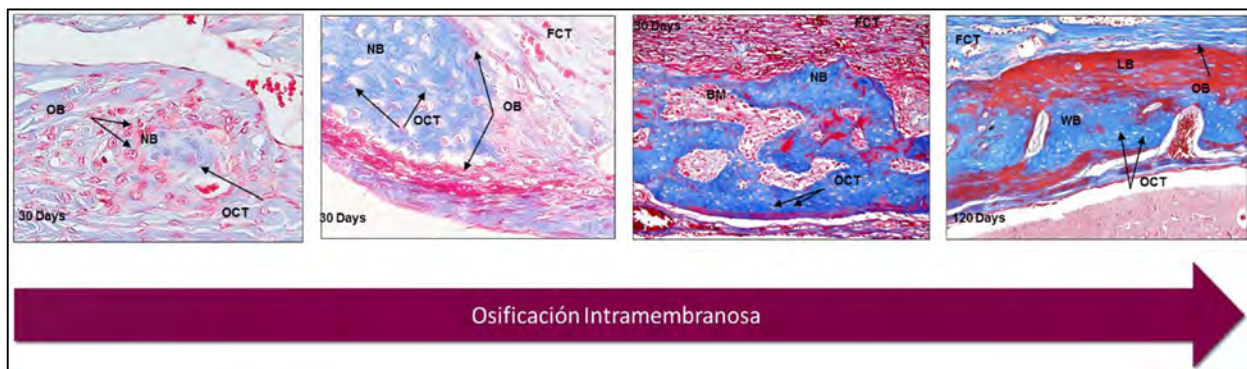 OB
NB
OCT
30 Days
NB
FCT
OCT
OB
30 Days
30 Days
FCT
NB
BM
OCT
FCT
LB
OB
WB
OCT
120 Days
Osificación Intramembranosa